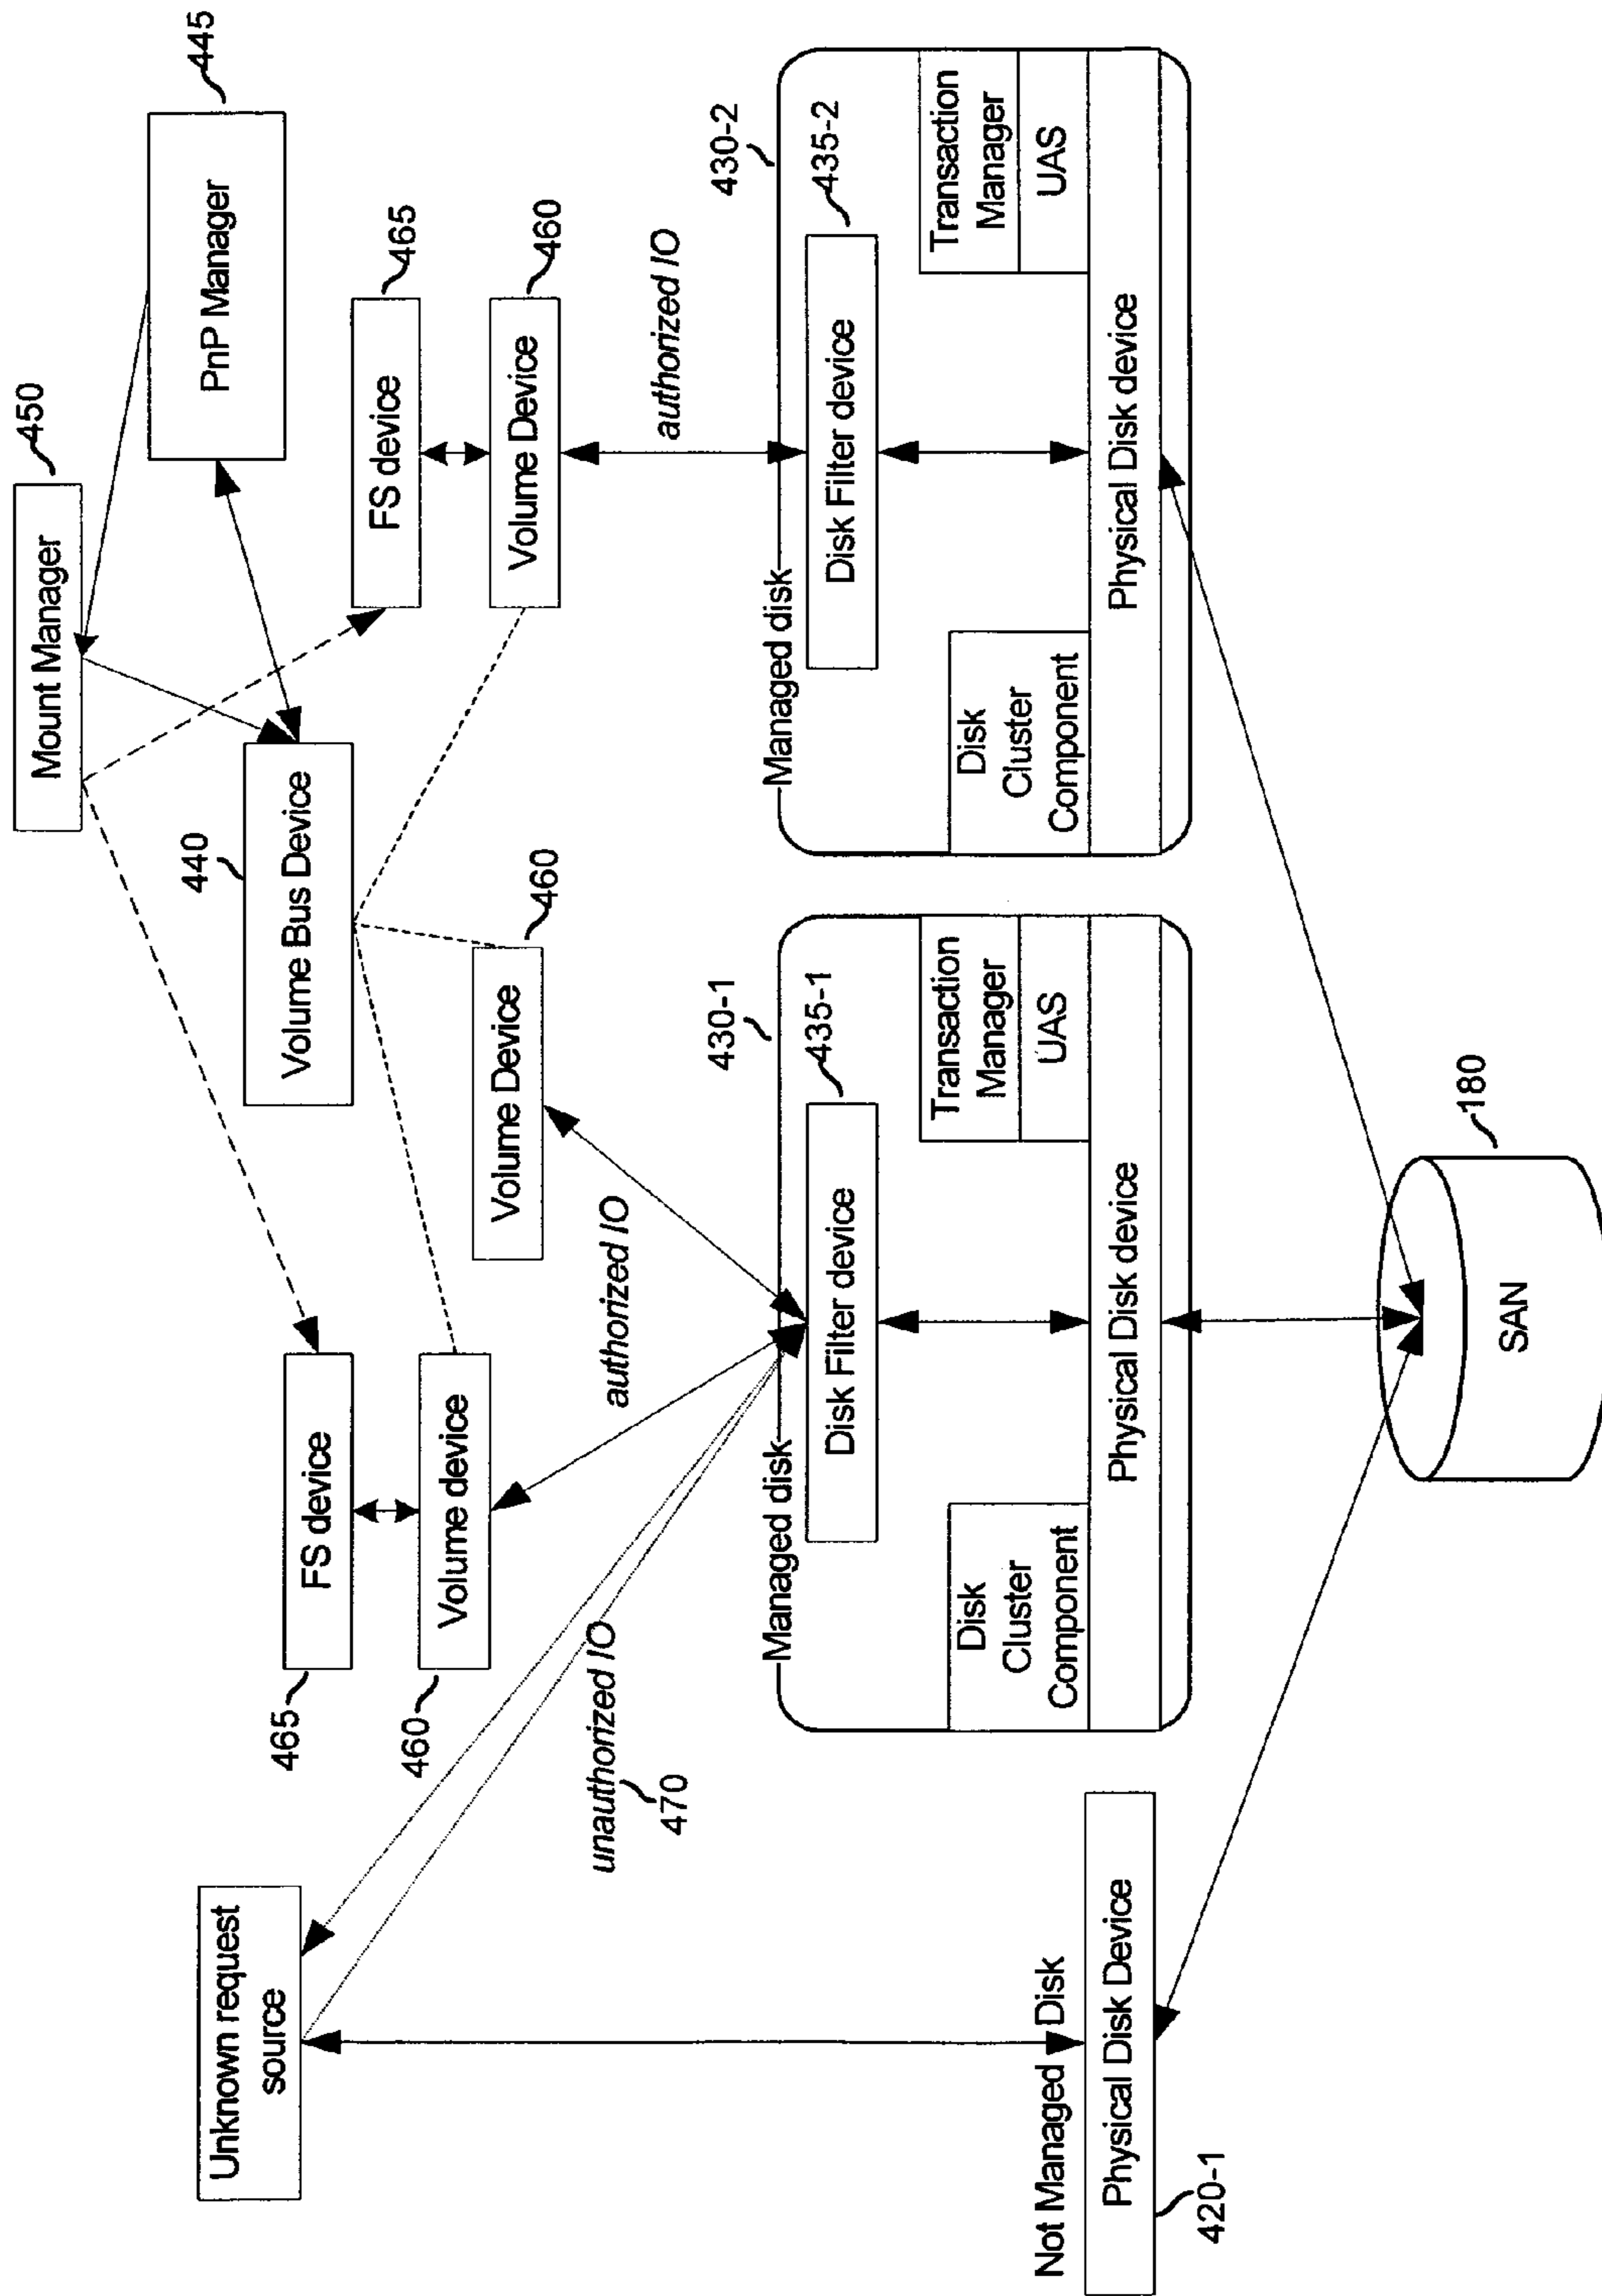 450
Mount Manager
445
PnP Manager
440
Volume Bus Device
465
FS device
465
FS device
460
Volume Device
460
Volume device
460
Volume Device
Unknown request
source
authorized IO
authorized IO
unauthorized IO
470
430-1
Managed disk
435-1
Disk Filter device
Transaction
Manager
UAS
Disk
Cluster
Component
Physical Disk device
430-2
Managed disk
435-2
Disk Filter device
Transaction
Manager
UAS
Disk
Cluster
Component
Physical Disk device
Not Managed Disk
Physical Disk Device
420-1
180
SAN